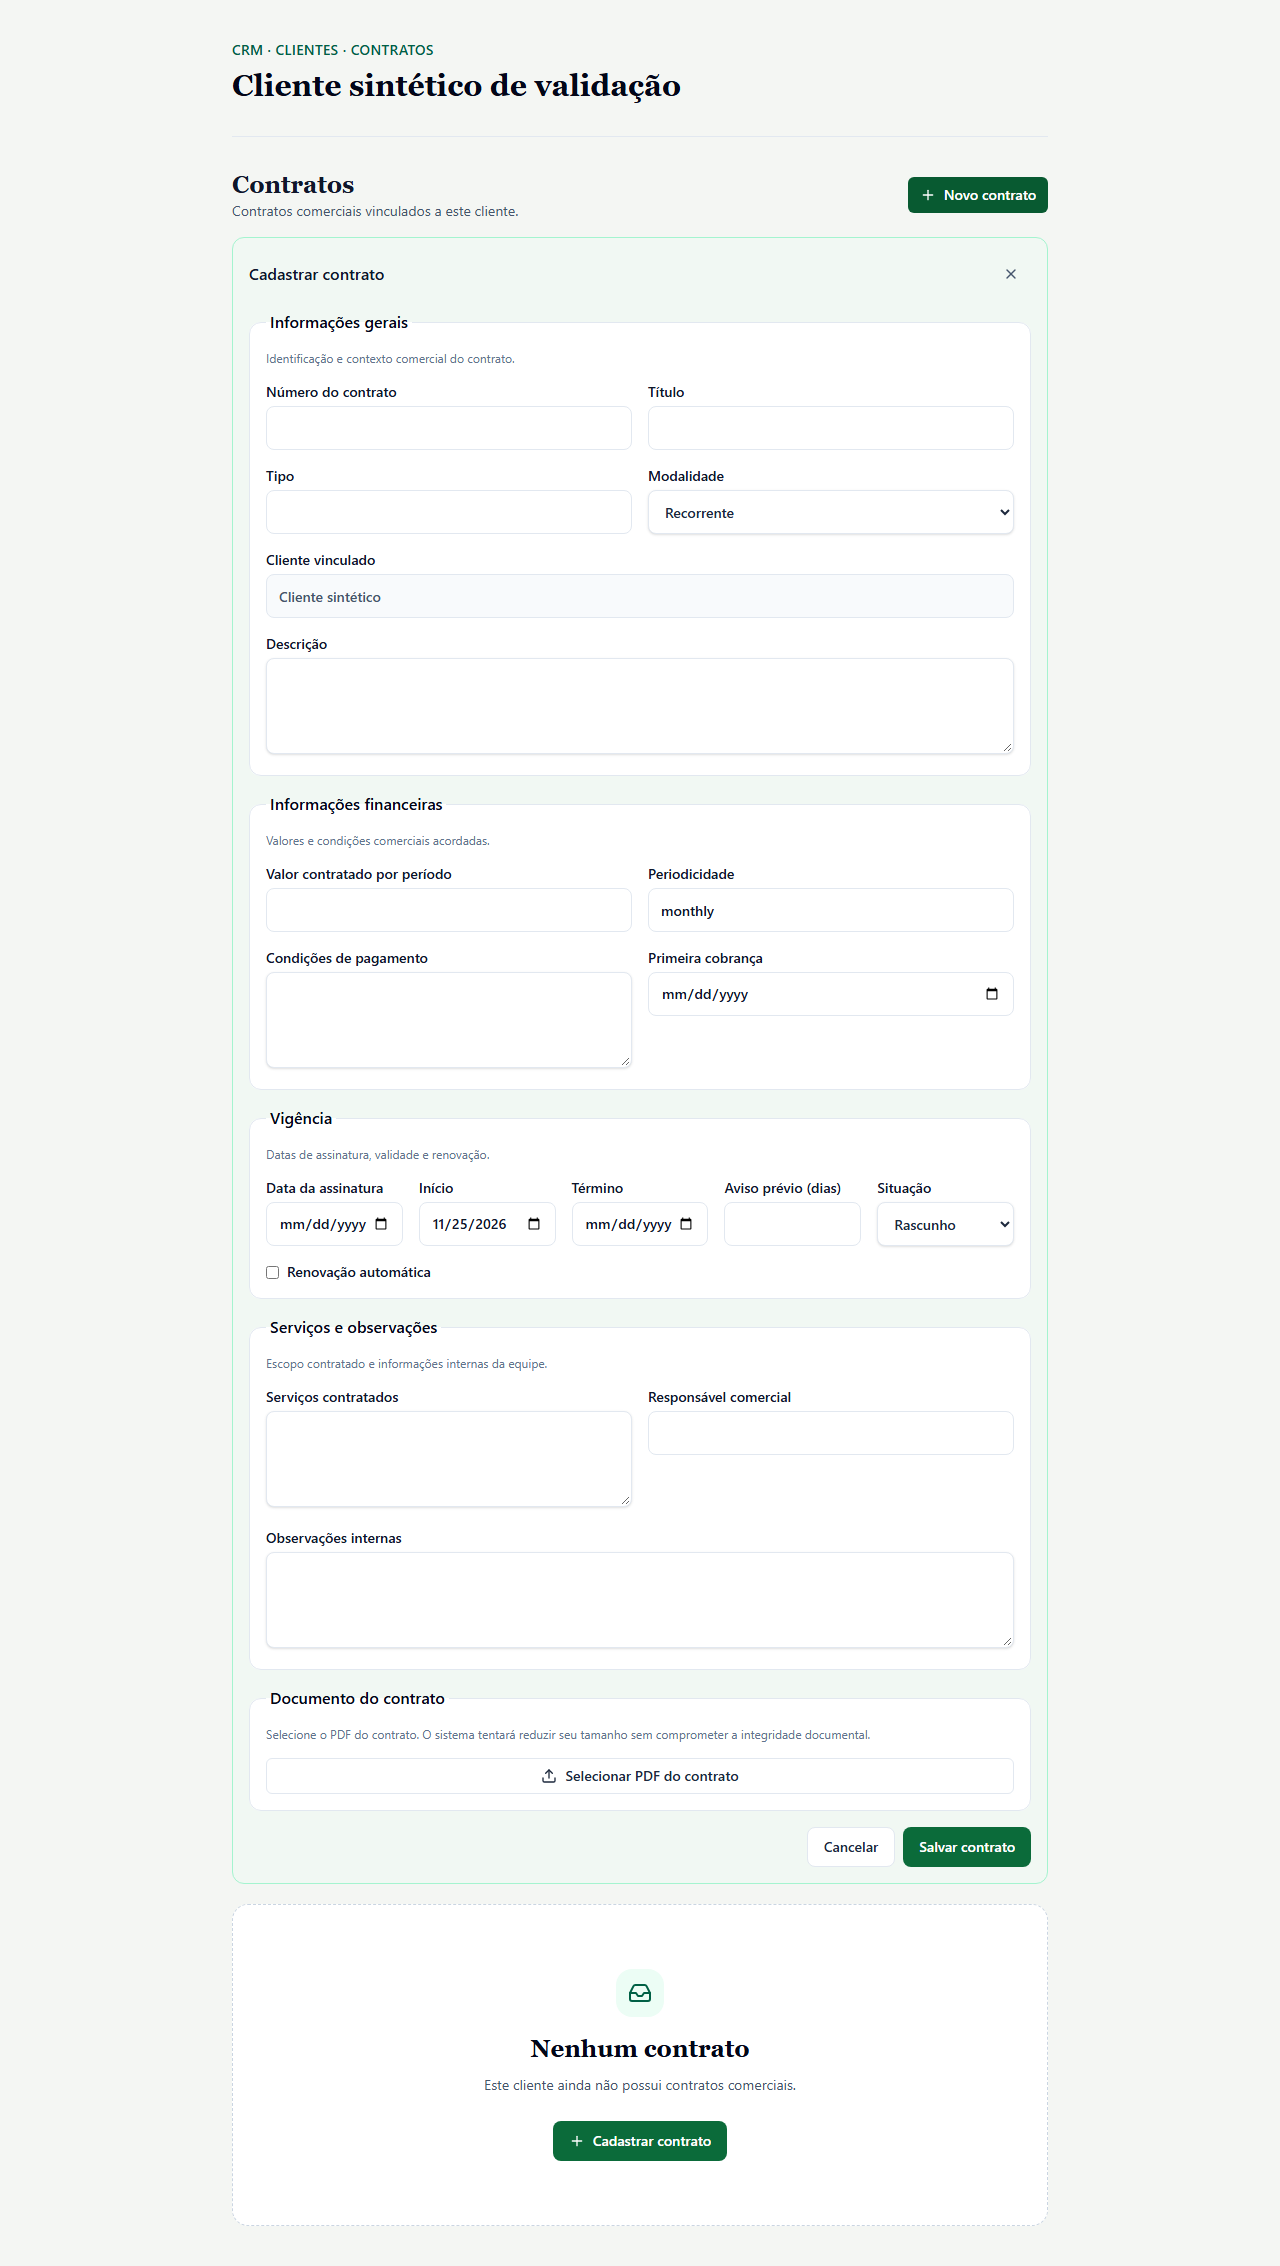 CRM · CLIENTES · CONTRATOS
Cliente sintético de validação
Contratos
Contratos comerciais vinculados a este cliente.
Novo contrato
Cadastrar contrato
Informações gerais
Identificação e contexto comercial do contrato.
Número do contrato
Título
Tipo
Modalidade
Recorrente
Cliente vinculado
Cliente sintético
Descrição
Informações financeiras
Valores e condições comerciais acordadas.
Valor contratado por período
Periodicidade
monthly
Condições de pagamento
Primeira cobrança
mm/dd/yyyy
Vigência
Datas de assinatura, validade e renovação.
Data da assinatura
Início
Término
Aviso prévio (dias)
Situação
mm/dd/yyyy
11/25/2026
mm/dd/yyyy
Rascunho
Renovação automática
Serviços e observações
Escopo contratado e informações internas da equipe.
Serviços contratados
Responsável comercial
Observações internas
Documento do contrato
Selecione o PDF do contrato. O sistema tentará reduzir seu tamanho sem comprometer a integridade documental.
Selecionar PDF do contrato
Cancelar
Salvar contrato
Nenhum contrato
Este cliente ainda não possui contratos comerciais.
Cadastrar contrato